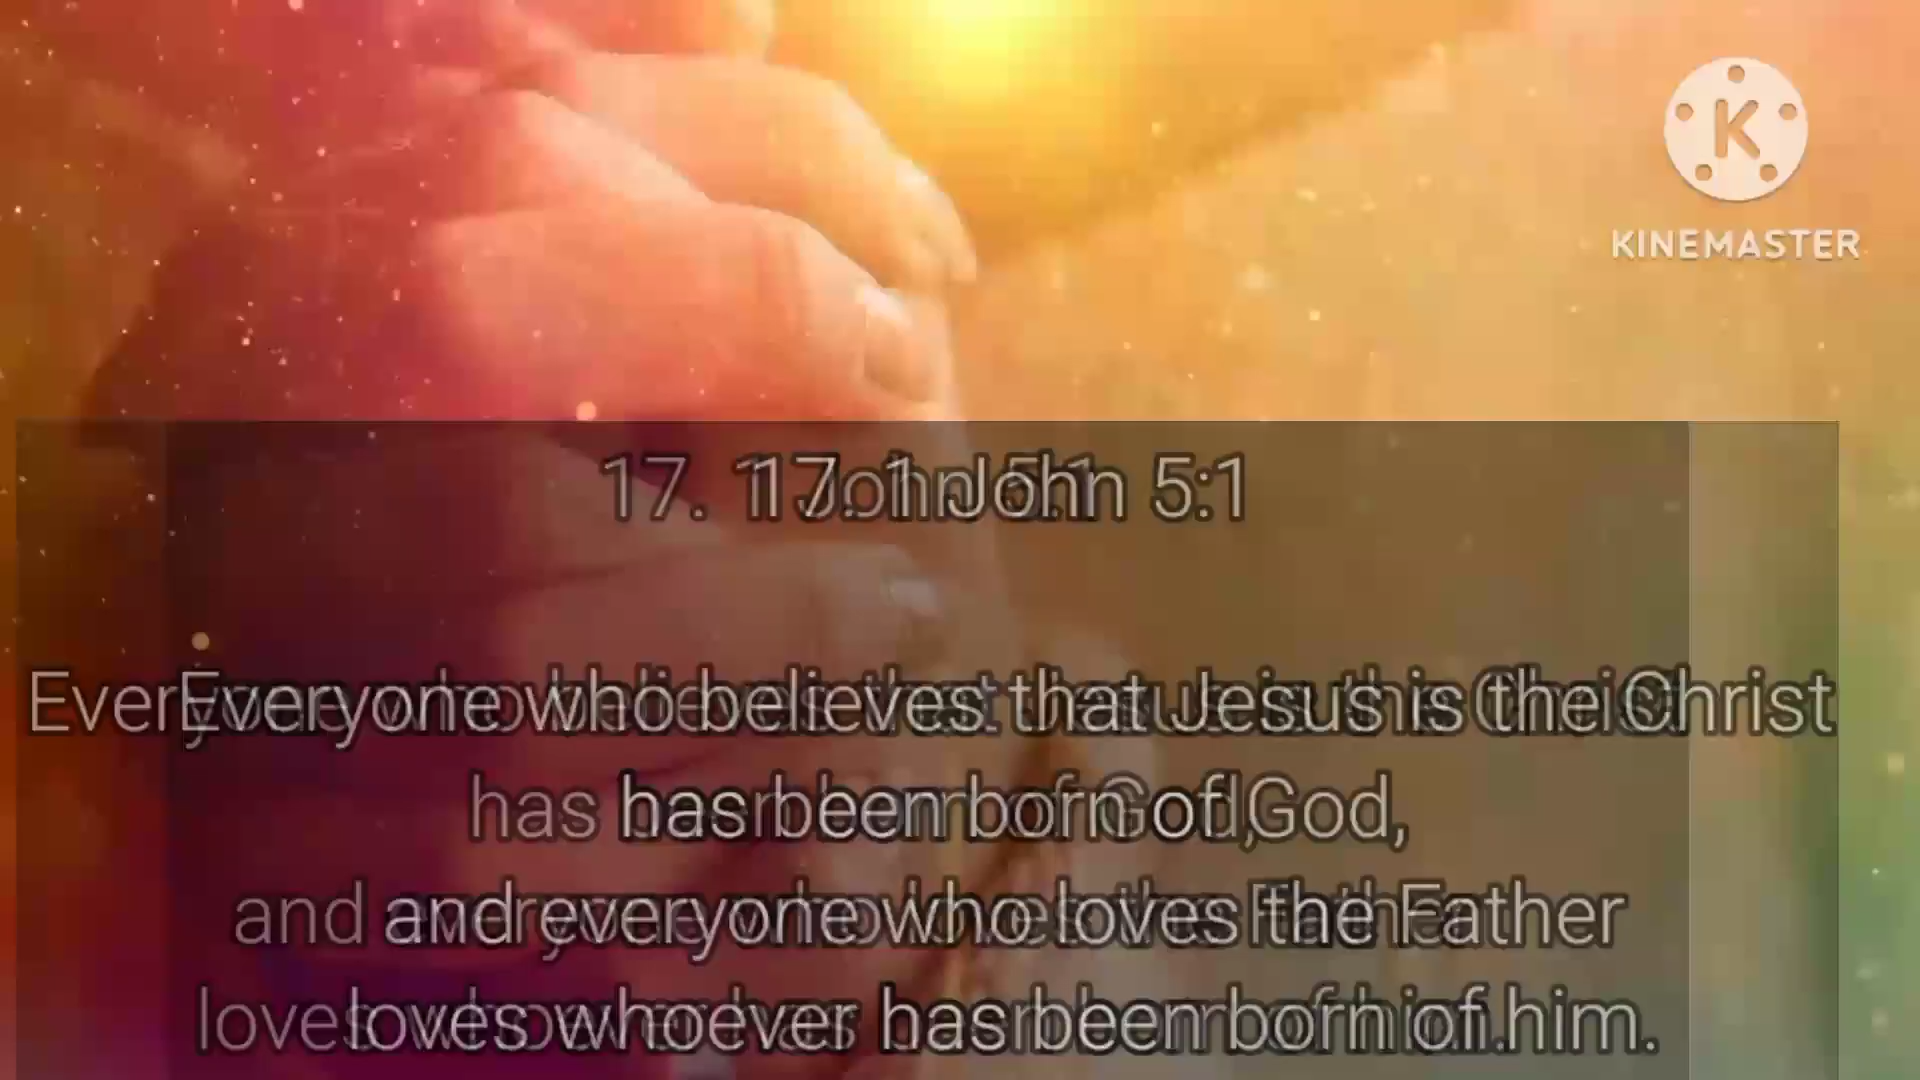 KINEMASTER
17. 1 John 5:1
Everyone who believes that Jesus is the Christ
has been born of God,
and everyone who loves the Father
loves whoever has been born of him.